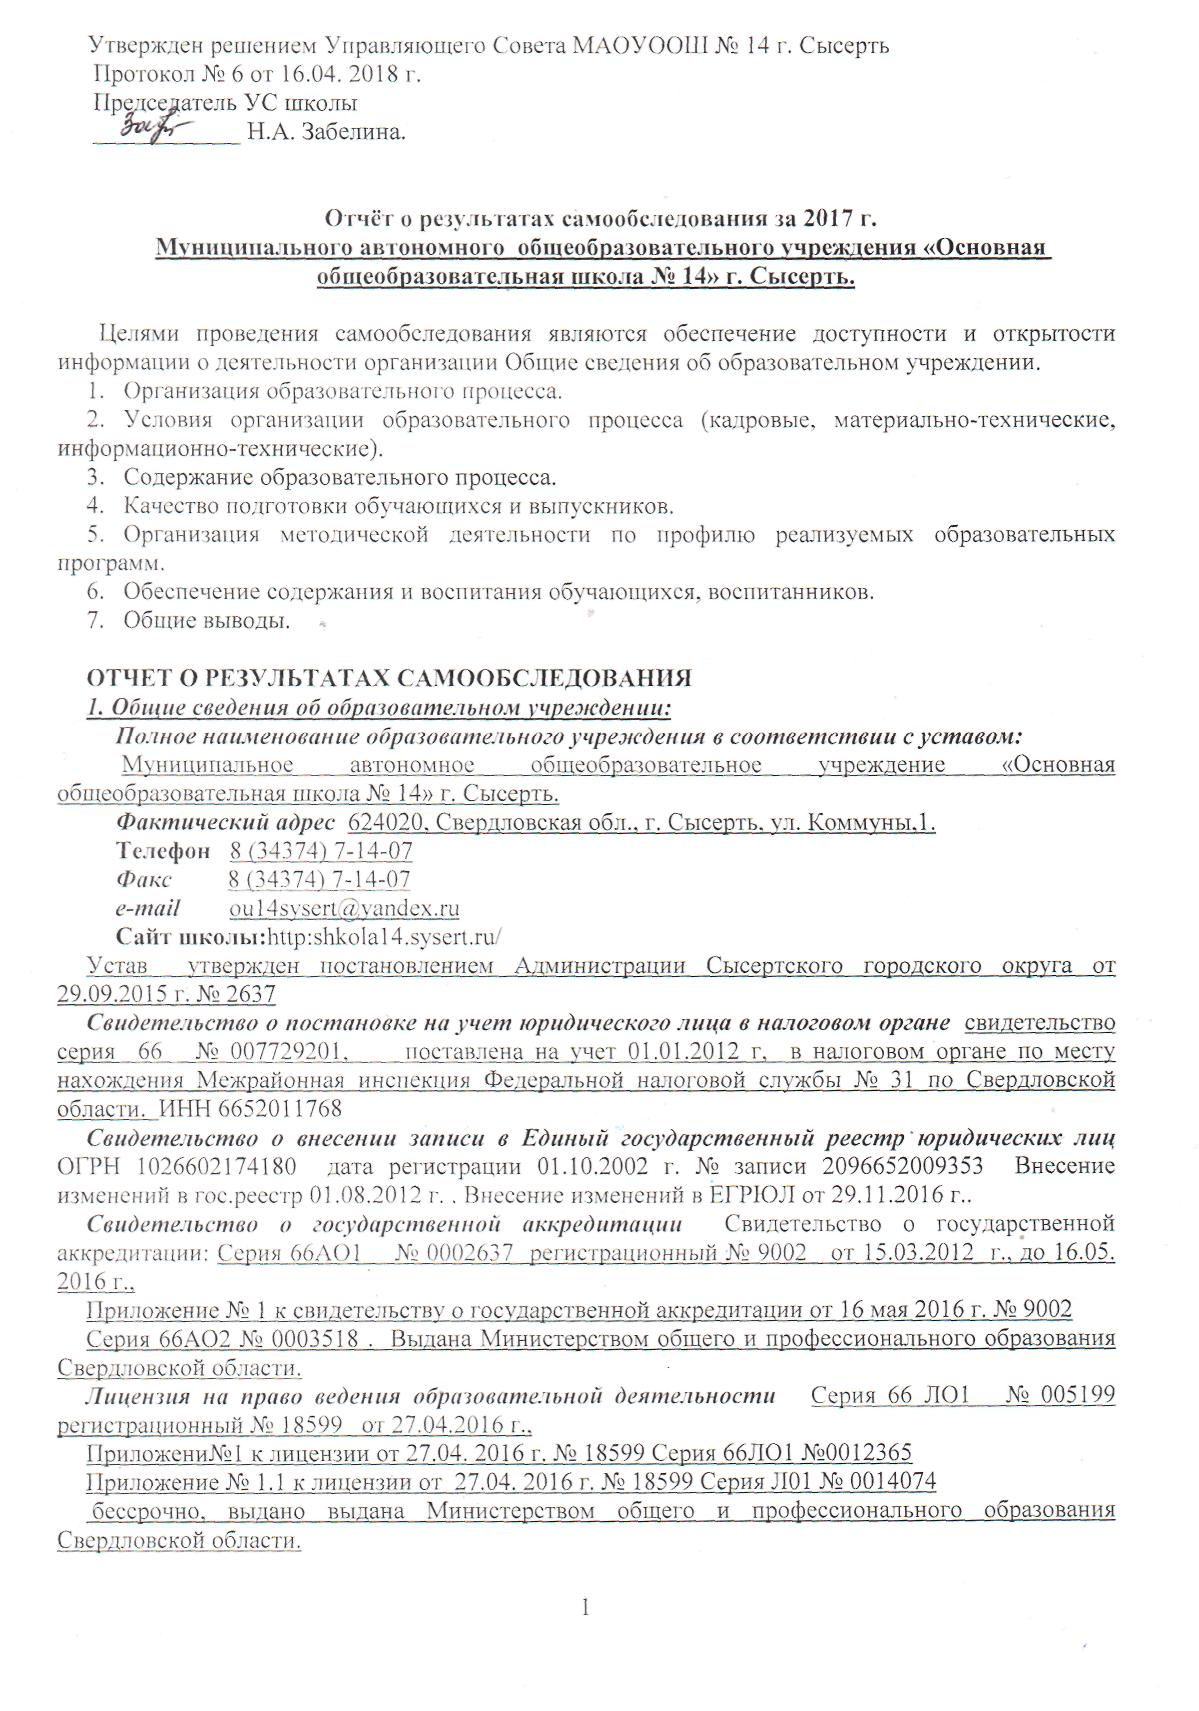 Утвержден решением Управляющего Совета МАОУООШ № 14 г. Сысерть
Протокол № 6 от 16.04. 2018 г.
Председатель УС школы
____________ Н.А. Забелина.
Отчёт о результатах самообследования за 2017 г.
Муниципального автономного общеобразовательного учреждения «Основная
общеобразовательная школа № 14» г. Сысерть.
Целями проведения самообследования являются обеспечение доступности и открытости
информации о деятельности организации Общие сведения об образовательном учреждении.
1. Организация образовательного процесса.
2. Условия организации образовательного процесса (кадровые, материально-технические,
информационно-технические).
3. Содержание образовательного процесса.
4. Качество подготовки обучающихся и выпускников.
5. Организация методической деятельности по профилю реализуемых образовательных
программ.
6. Обеспечение содержания и воспитания обучающихся, воспитанников.
7. Общие выводы.
ОТЧЕТ О РЕЗУЛЬТАТАХ САМООБСЛЕДОВАНИЯ
1. Общие сведения об образовательном учреждении:
Полное наименование образовательного учреждения в соответствии с уставом:
Муниципальное автономное общеобразовательное учреждение «Основная
общеобразовательная школа № 14» г. Сысерть.
Фактический адрес 624020, Свердловская обл., г. Сысерть, ул. Коммуны,1.
Телефон 8 (34374) 7-14-07
Факс 8 (34374) 7-14-07
e-mail ou14sysert@yandex.ru
Сайт школы:http:shkola14.sysert.ru/
Устав утвержден постановлением Администрации Сысертского городского округа от
29.09.2015 г. № 2637
Свидетельство о постановке на учет юридического лица в налоговом органе свидетельство
серия 66 № 007729201, поставлена на учет 01.01.2012 г, в налоговом органе по месту
нахождения Межрайонная инспекция Федеральной налоговой службы № 31 по Свердловской
области. ИНН 6652011768
Свидетельство о внесении записи в Единый государственный реестр юридических лиц
ОГРН 1026602174180 дата регистрации 01.10.2002 г. № записи 2096652009353 Внесение
изменений в гос.реестр 01.08.2012 г. . Внесение изменений в ЕГРЮЛ от 29.11.2016 г..
Свидетельство о государственной аккредитации Свидетельство о государственной
аккредитации: Серия 66АО1 № 0002637 регистрационный № 9002 от 15.03.2012 г., до 16.05.
2016 г.,
Приложение № 1 к свидетельству о государственной аккредитации от 16 мая 2016 г. № 9002
Серия 66АО2 № 0003518 . Выдана Министерством общего и профессионального образования
Свердловской области.
Лицензия на право ведения образовательной деятельности Серия 66 ЛО1 № 005199
регистрационный № 18599 от 27.04.2016 г.,
Приложени№1 к лицензии от 27.04. 2016 г. № 18599 Серия 66ЛО1 №0012365
Приложение № 1.1 к лицензии от 27.04. 2016 г. № 18599 Серия Л01 № 0014074
бессрочно, выдано выдана Министерством общего и профессионального образования
Свердловской области.
1